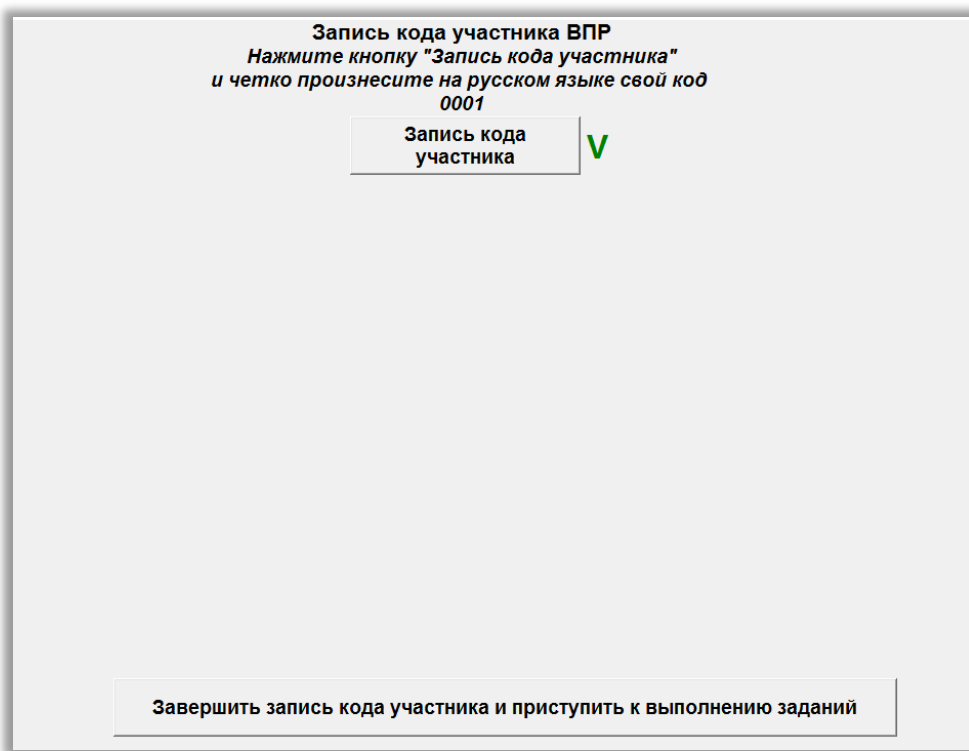 Запись кода участника ВПР
Нажмите кнопку "Запись кода участника"
и четко произнесите на русском языке свой код
0001
Запись кода
участника
V
Завершить запись кода участника и приступить к выполнению заданий